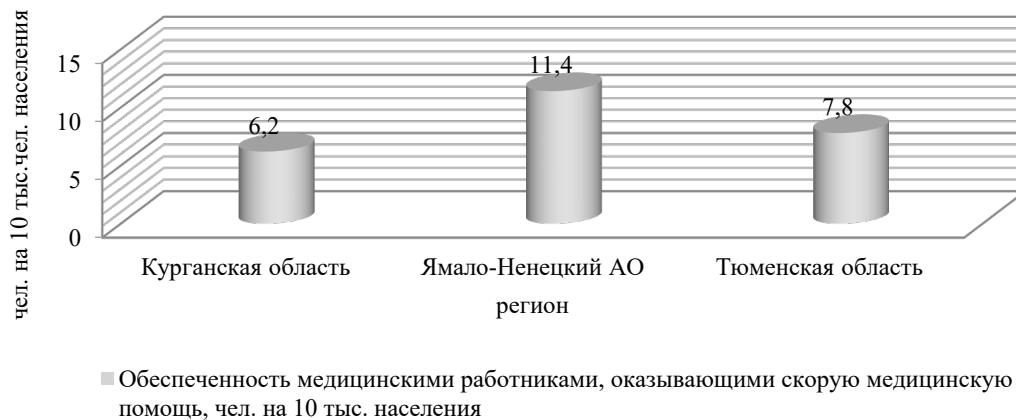 чел. на 10 тыс.чел. населения
15
10
5
0
6,2
11,4
7,8
Курганская область
Ямало-Ненецкий АО
Тюменская область
регион
Обеспеченность медицинскими работниками, оказывающими скорую медицинскую
помощь, чел. на 10 тыс. населения